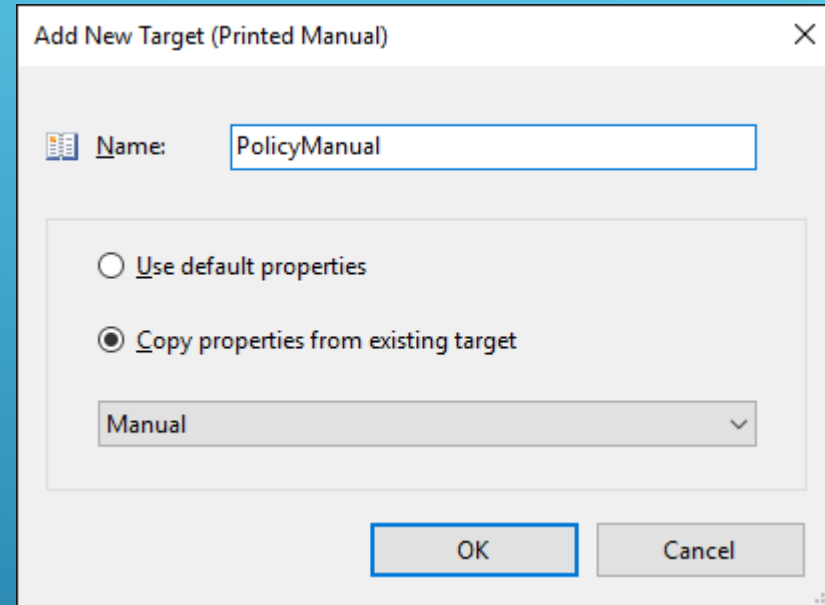 Add New Target (Printed Manual)
Name: PolicyManual
Use default properties
Copy properties from existing target
Manual
OK Cancel